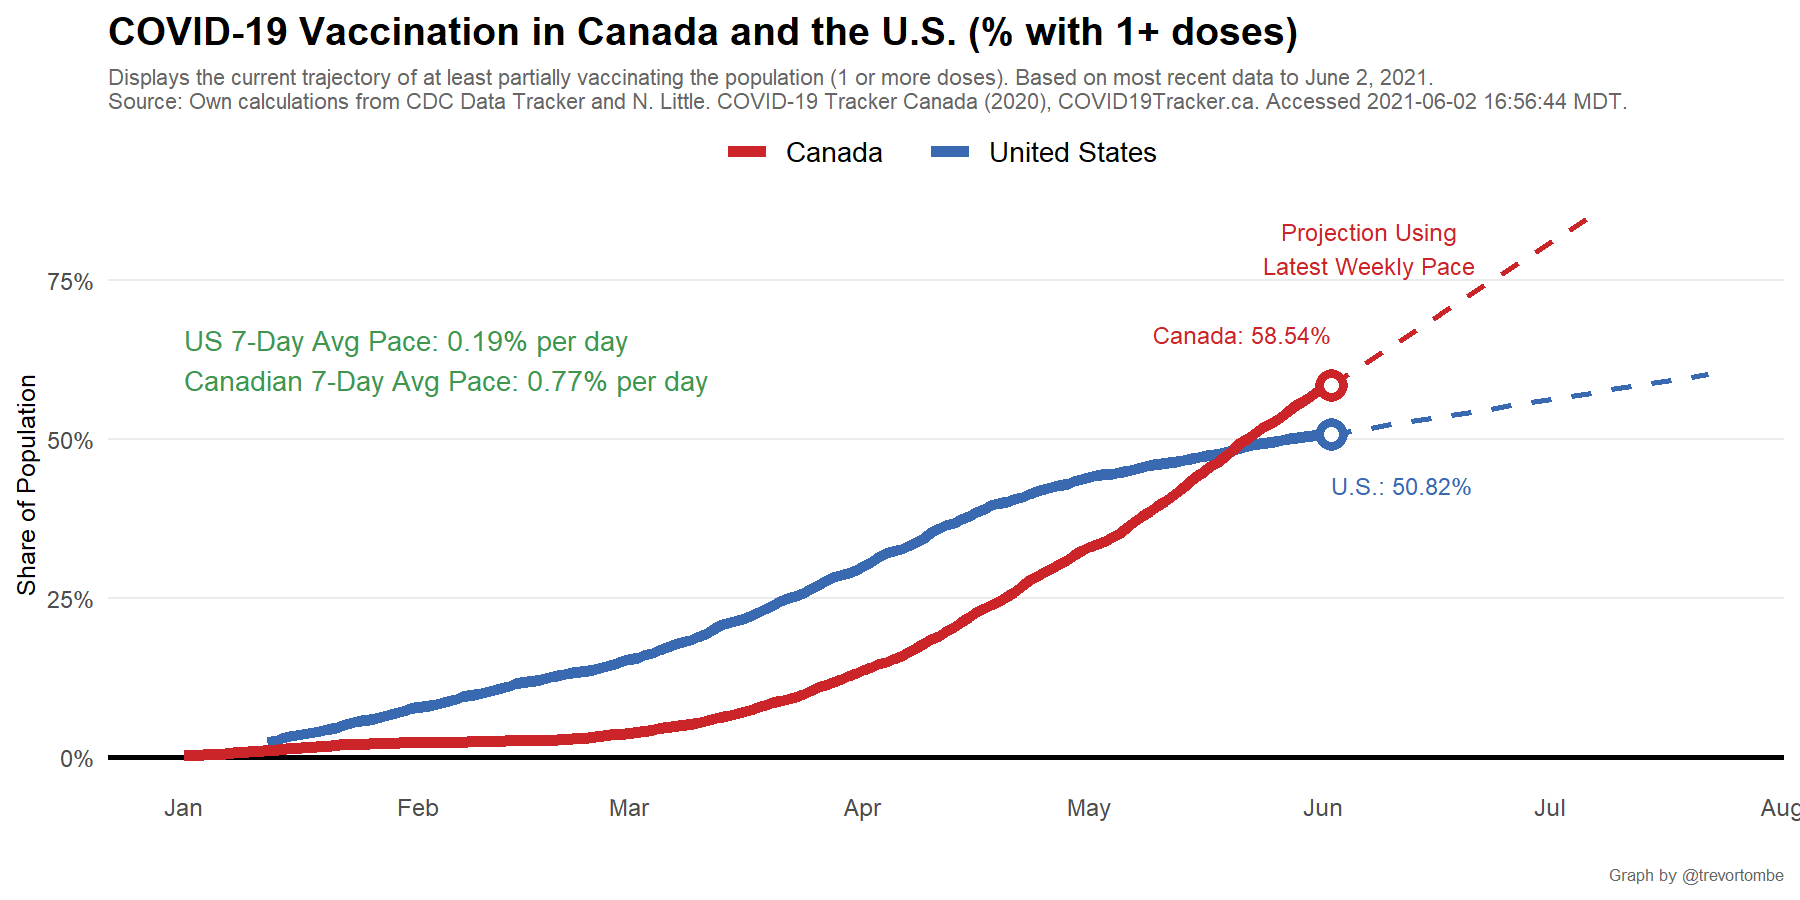 COVID-19 Vaccination in Canada and the U.S. (% with 1+ doses)
Displays the current trajectory of at least partially vaccinating the population (1 or more doses). Based on most recent data to June 2, 2021.
Source: Own calculations from CDC Data Tracker and N. Little. COVID-19 Tracker Canada (2020), COVID19Tracker.ca. Accessed 2021-06-02 16:56:44 MDT.
Canada
United States
Projection Using
Latest Weekly Pace
75%
Canada: 58.54%
US 7-Day Avg Pace: 0.19% per day
Canadian 7-Day Avg Pace: 0.77% per day
Share of Population
50%
U.S.: 50.82%
25%
0%
Jan
Feb
Mar
Apr
May
Jun
Jul
Aug
Graph by @trevortombe